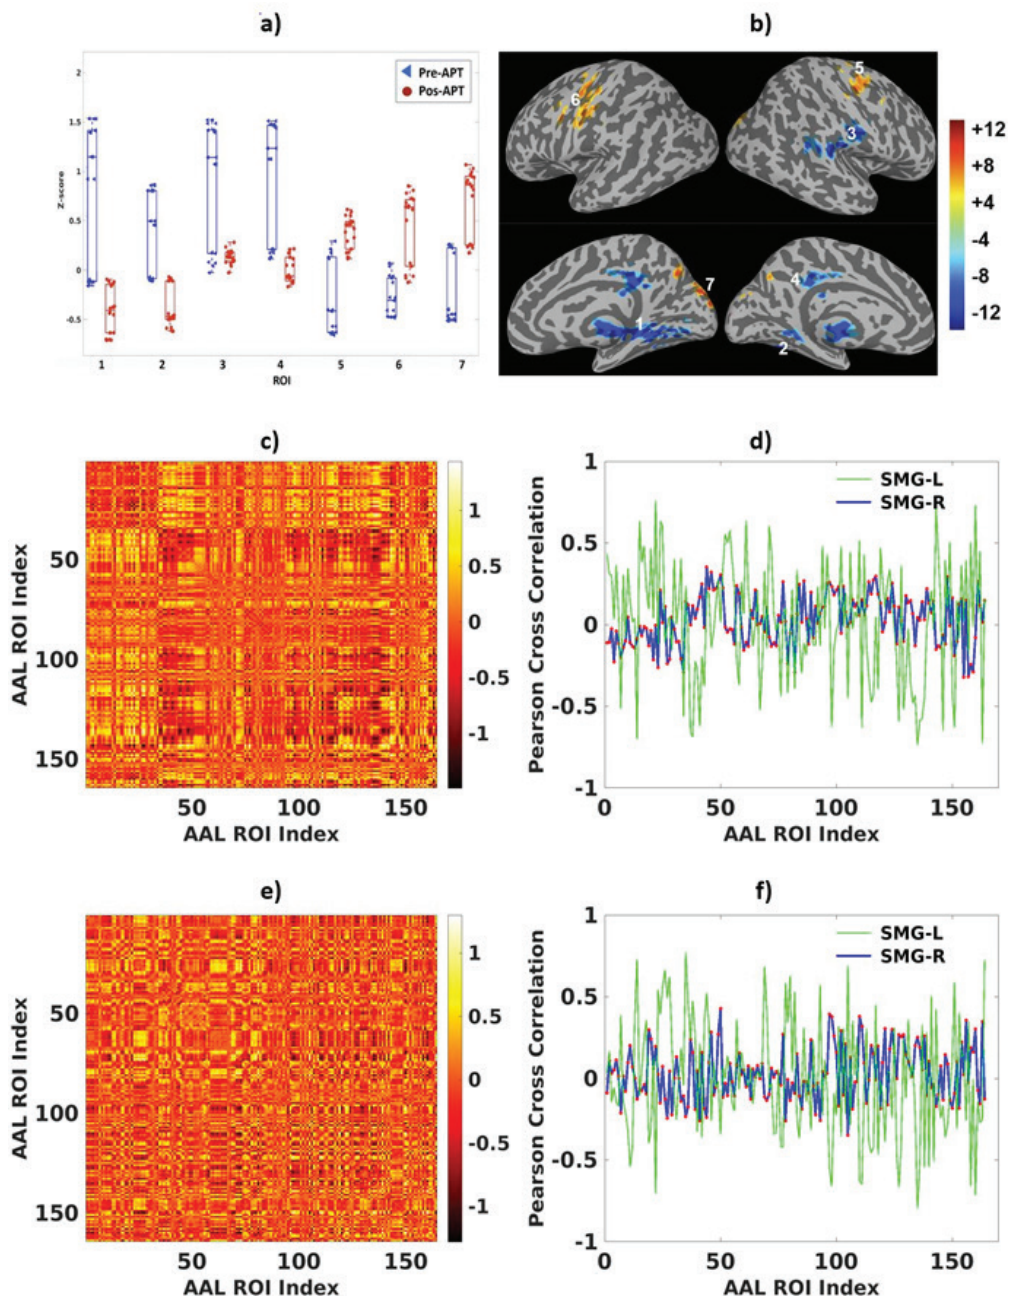 a)
2
1.5
1
0.5
0
-0.5
Z-score
Pre-APT
Pos-APT
1 2 3 4 5 6 7
ROI
b)
6
5
3
7
4
1
2
+12
+8
+4
-4
-8
-12
c)
AAL ROI Index
50
100
150
50 100 150
AAL ROI Index
1
0.5
0
-0.5
-1
d)
Pearson Cross Correlation
1
0.5
0
-0.5
-1
SMG-L
SMG-R
0 50 100 150
AAL ROI Index
e)
AAL ROI Index
50
100
150
50 100 150
AAL ROI Index
1
0.5
0
-0.5
-1
f)
Pearson Cross Correlation
1
0.5
0
-0.5
-1
SMG-L
SMG-R
0 50 100 150
AAL ROI Index